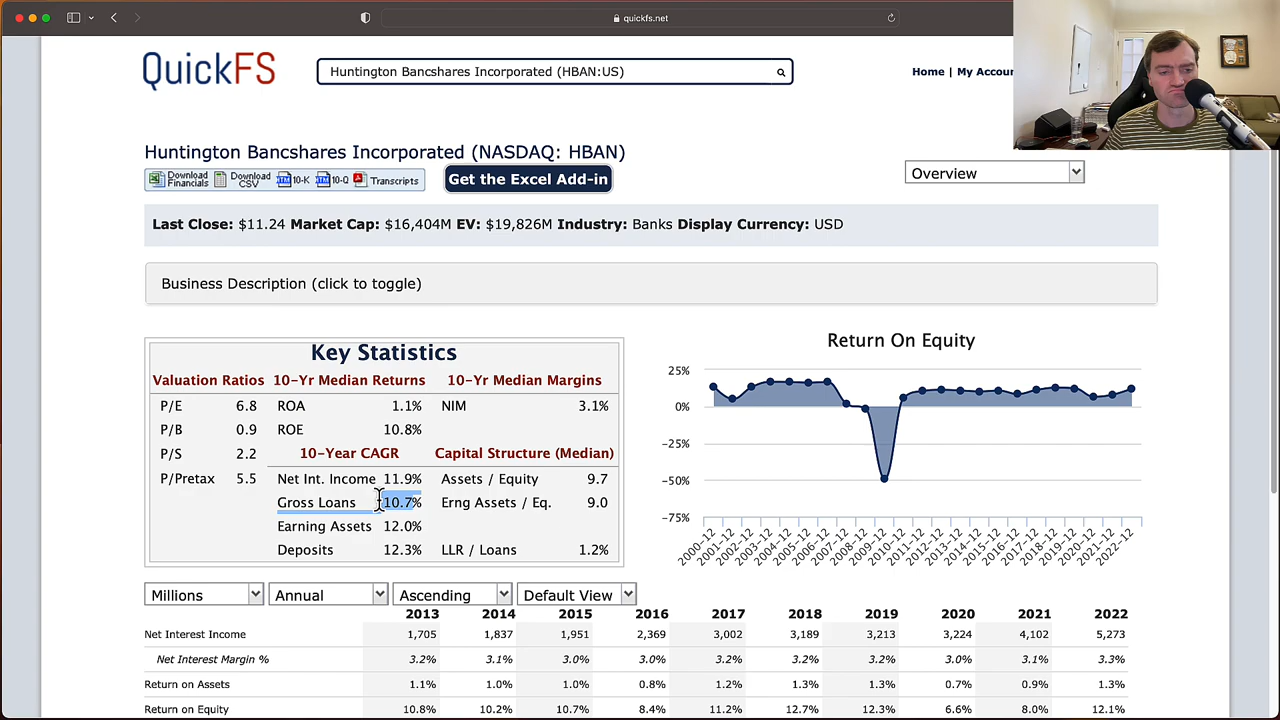 quickfs.net
QuickFS
Huntington Bancshares Incorporated (HBAN:US)
Home | My Accoun
Huntington Bancshares Incorporated (NASDAQ: HBAN)
Download Financials Download CSV 10-K 10-Q Transcripts
Get the Excel Add-in
Overview
Last Close: $11.24 Market Cap: $16,404M EV: $19,826M Industry: Banks Display Currency: USD
Business Description (click to toggle)
Key Statistics
Valuation Ratios 10-Yr Median Returns 10-Yr Median Margins
P/E 6.8 ROA 1.1% NIM 3.1%
P/B 0.9 ROE 10.8%
P/S 2.2 10-Year CAGR Capital Structure (Median)
P/Pretax 5.5 Net Int. Income 11.9% Assets / Equity 9.7
Gross Loans 10.7% Erng Assets / Eq. 9.0
Earning Assets 12.0%
Deposits 12.3% LLR / Loans 1.2%
Return On Equity
25%
0%
−25%
−50%
−75%
2000-12 2001-12 2002-12 2003-12 2004-12 2005-12 2006-12 2007-12 2008-12 2009-12 2010-12 2011-12 2012-12 2013-12 2014-12 2015-12 2016-12 2017-12 2018-12 2019-12 2020-12 2021-12 2022-12
Millions Annual Ascending Default View
2013 2014 2015 2016 2017 2018 2019 2020 2021 2022
Net Interest Income 1,705 1,837 1,951 2,369 3,002 3,189 3,213 3,224 4,102 5,273
Net Interest Margin % 3.2% 3.1% 3.0% 3.0% 3.2% 3.2% 3.2% 3.0% 3.1% 3.3%
Return on Assets 1.1% 1.0% 1.0% 0.8% 1.2% 1.3% 1.3% 0.7% 0.9% 1.3%
Return on Equity 10.8% 10.2% 10.7% 8.4% 11.2% 12.7% 12.3% 6.6% 8.0% 12.1%